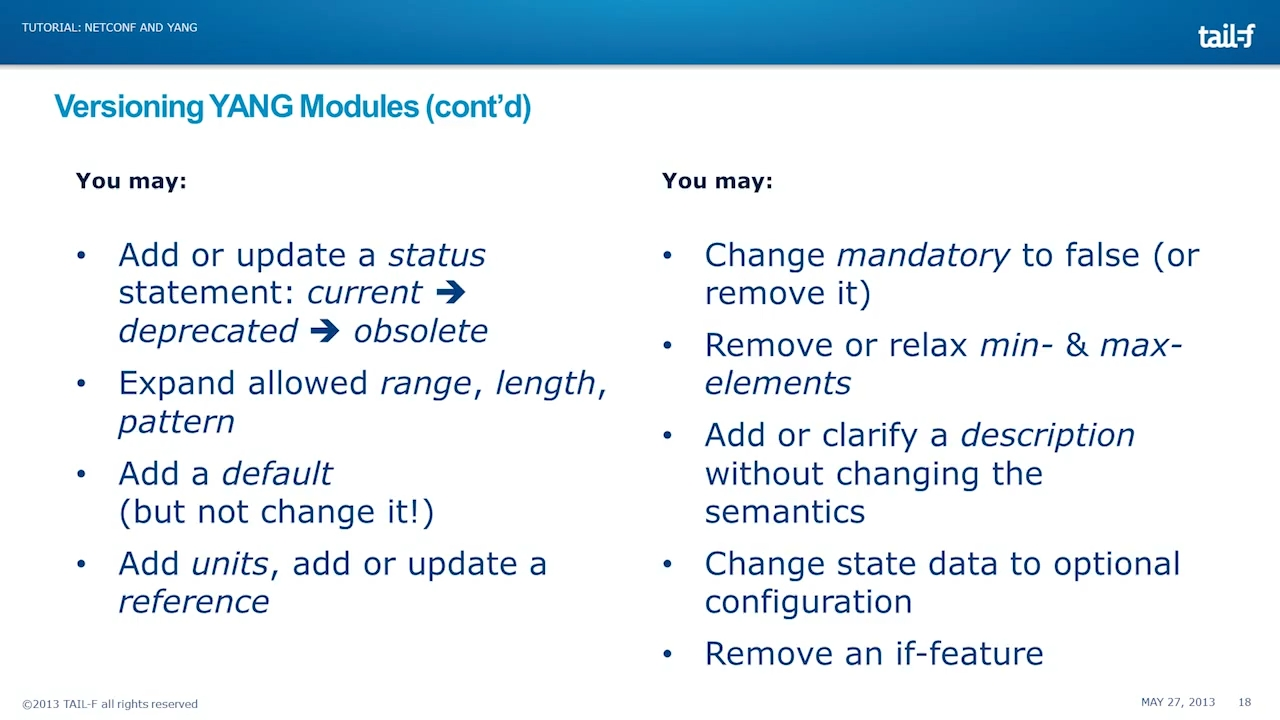 TUTORIAL: NETCONF AND YANG
tail-f
Versioning YANG Modules (cont’d)
You may:
• Add or update a status
statement: current ➔
deprecated ➔ obsolete
• Expand allowed range, length,
pattern
• Add a default
(but not change it!)
• Add units, add or update a
reference
You may:
• Change mandatory to false (or
remove it)
• Remove or relax min- & max-
elements
• Add or clarify a description
without changing the
semantics
• Change state data to optional
configuration
• Remove an if-feature
©2013 TAIL-F all rights reserved
MAY 27, 2013 18